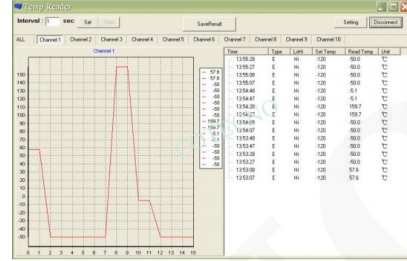 Temp Reader
Interval : 1 sec Set SaveResult Setting Disconnect
ALL Channel 1 Channel 2 Channel 3 Channel 4 Channel 5 Channel 6 Channel 7 Channel 8 Channel 9 Channel 10
Channel 1
150
140
130
120
110
100
90
80
70
60
50
40
30
20
10
0
-10
-20
-30
-40
-50
0 1 2 3 4 5 6 7 8 9 10 11 12 13 14 15
57.6
57.6
-50
-50
-50
-50
-50
-50
159.7
159.7
-5.1
-5.1
-50
-50
-50
-50
Time Type LoHi Set Temp Read Temp Unit
13:55:28 E Hi -120 -50.0 ℃
13:55:27 E Hi -120 -50.0 ℃
13:55:08 E Hi -120 -50.0 ℃
13:55:07 E Hi -120 -50.0 ℃
13:54:48 E Hi -120 -5.1 ℃
13:54:47 E Hi -120 -5.1 ℃
13:54:28 E Hi -120 159.7 ℃
13:54:27 E Hi -120 159.7 ℃
13:54:08 E Hi -120 -50.0 ℃
13:54:07 E Hi -120 -50.0 ℃
13:53:48 E Hi -120 -50.0 ℃
13:53:47 E Hi -120 -50.0 ℃
13:53:28 E Hi -120 -50.0 ℃
13:53:27 E Hi -120 -50.0 ℃
13:53:08 E Hi -120 57.6 ℃
13:53:07 E Hi -120 57.6 ℃